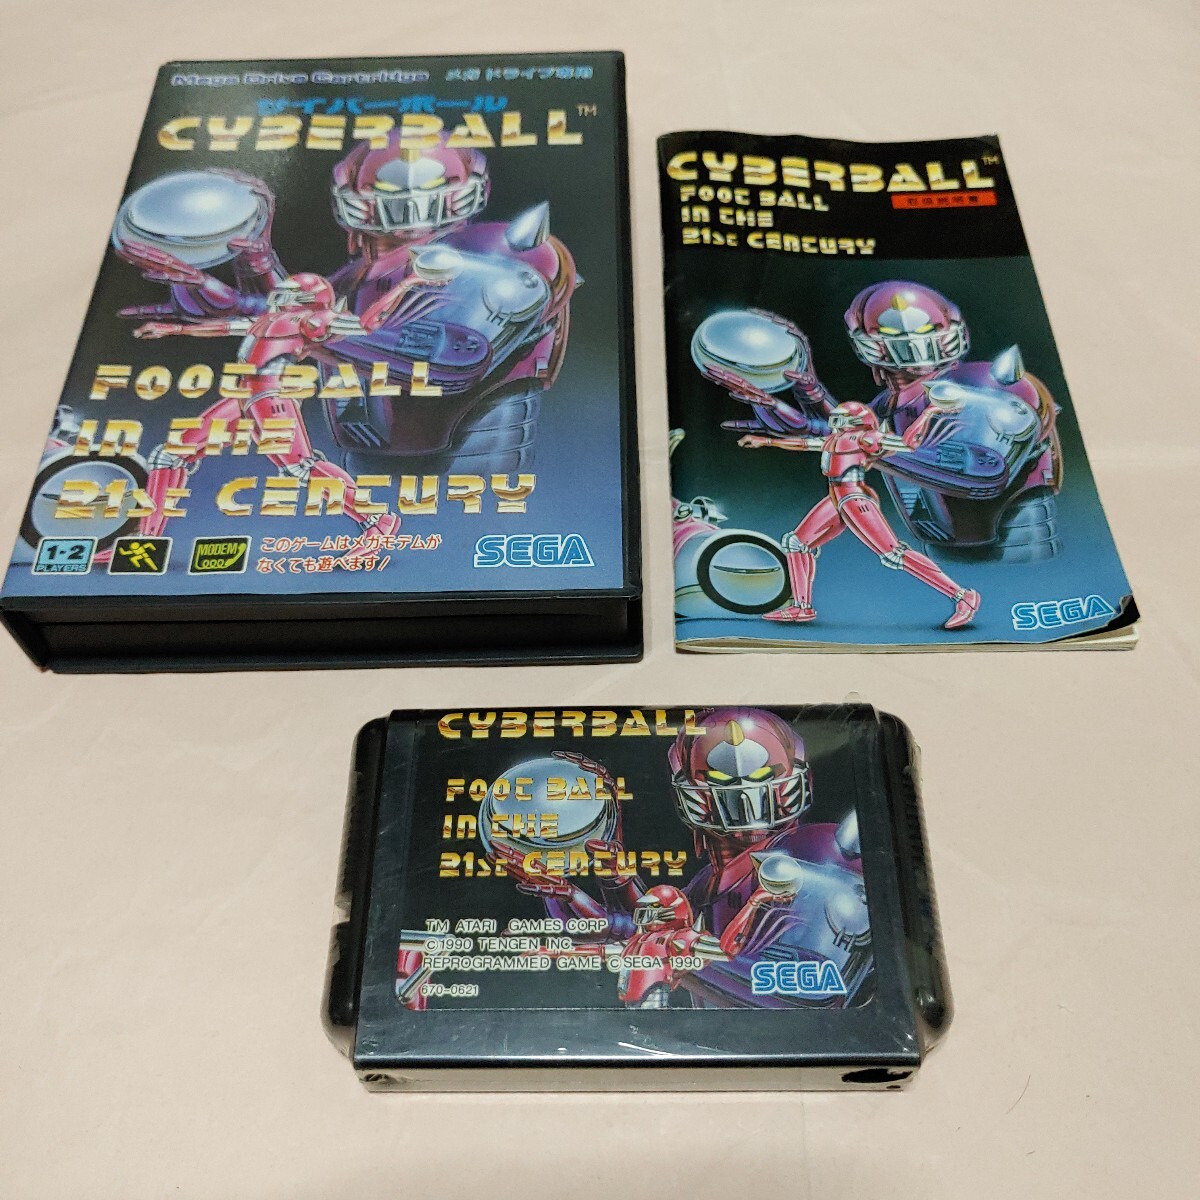 Mega Drive Cartridge メガドライブ専用
サイバーボール
CYBERBALL™
FOOT BALL
IN THE
21st CENTURY
1-2
PLAYERS
MODEM
このゲームはメガモデムが
なくても遊べます!
SEGA
CYBERBALL™
FOOT BALL
IN THE
21st CENTURY
取扱説明書
SEGA
CYBERBALL™
FOOT BALL
IN THE
21st CENTURY
TM ATARI GAMES CORP
©1990 TENGEN INC.
REPROGRAMMED GAME ©SEGA 1990
670-0621
SEGA